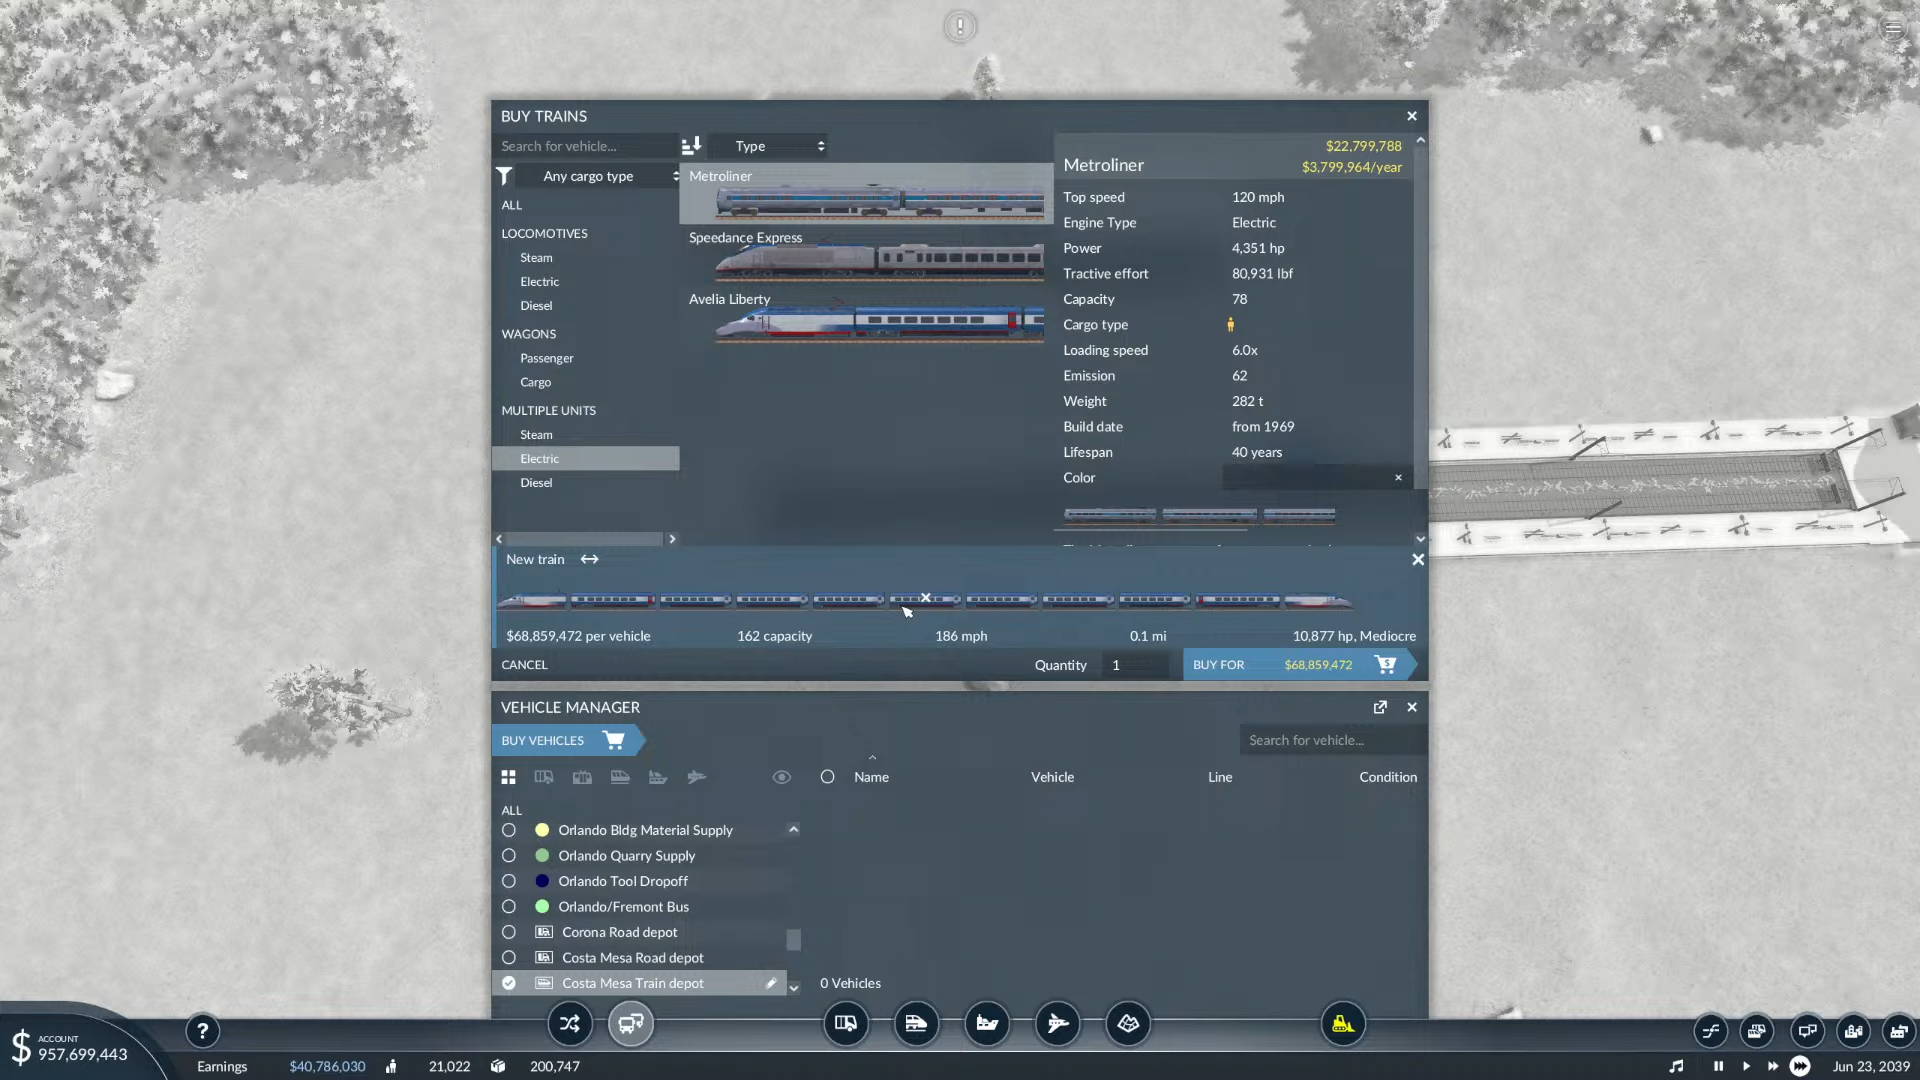 BUY TRAINS
Search for vehicle...
Type
Any cargo type
ALL
LOCOMOTIVES
Steam
Electric
Diesel
WAGONS
Passenger
Cargo
MULTIPLE UNITS
Steam
Electric
Diesel
Metroliner
Speedance Express
Avelia Liberty
$22,799,788
Metroliner
$3,799,964/year
Top speed 120 mph
Engine Type Electric
Power 4,351 hp
Tractive effort 80,931 lbf
Capacity 78
Cargo type
Loading speed 6.0x
Emission 62
Weight 282 t
Build date from 1969
Lifespan 40 years
Color
New train
$68,859,472 per vehicle 162 capacity 186 mph 0.1 mi 10,877 hp, Mediocre
CANCEL Quantity 1 BUY FOR $68,859,472
VEHICLE MANAGER
BUY VEHICLES
Search for vehicle...
Name Vehicle Line Condition
ALL
Orlando Bldg Material Supply
Orlando Quarry Supply
Orlando Tool Dropoff
Orlando/Fremont Bus
Corona Road depot
Costa Mesa Road depot
Costa Mesa Train depot
0 Vehicles
$ ACCOUNT
957,699,443
?
Earnings $40,786,030 21,022 200,747
Jun 23, 2039